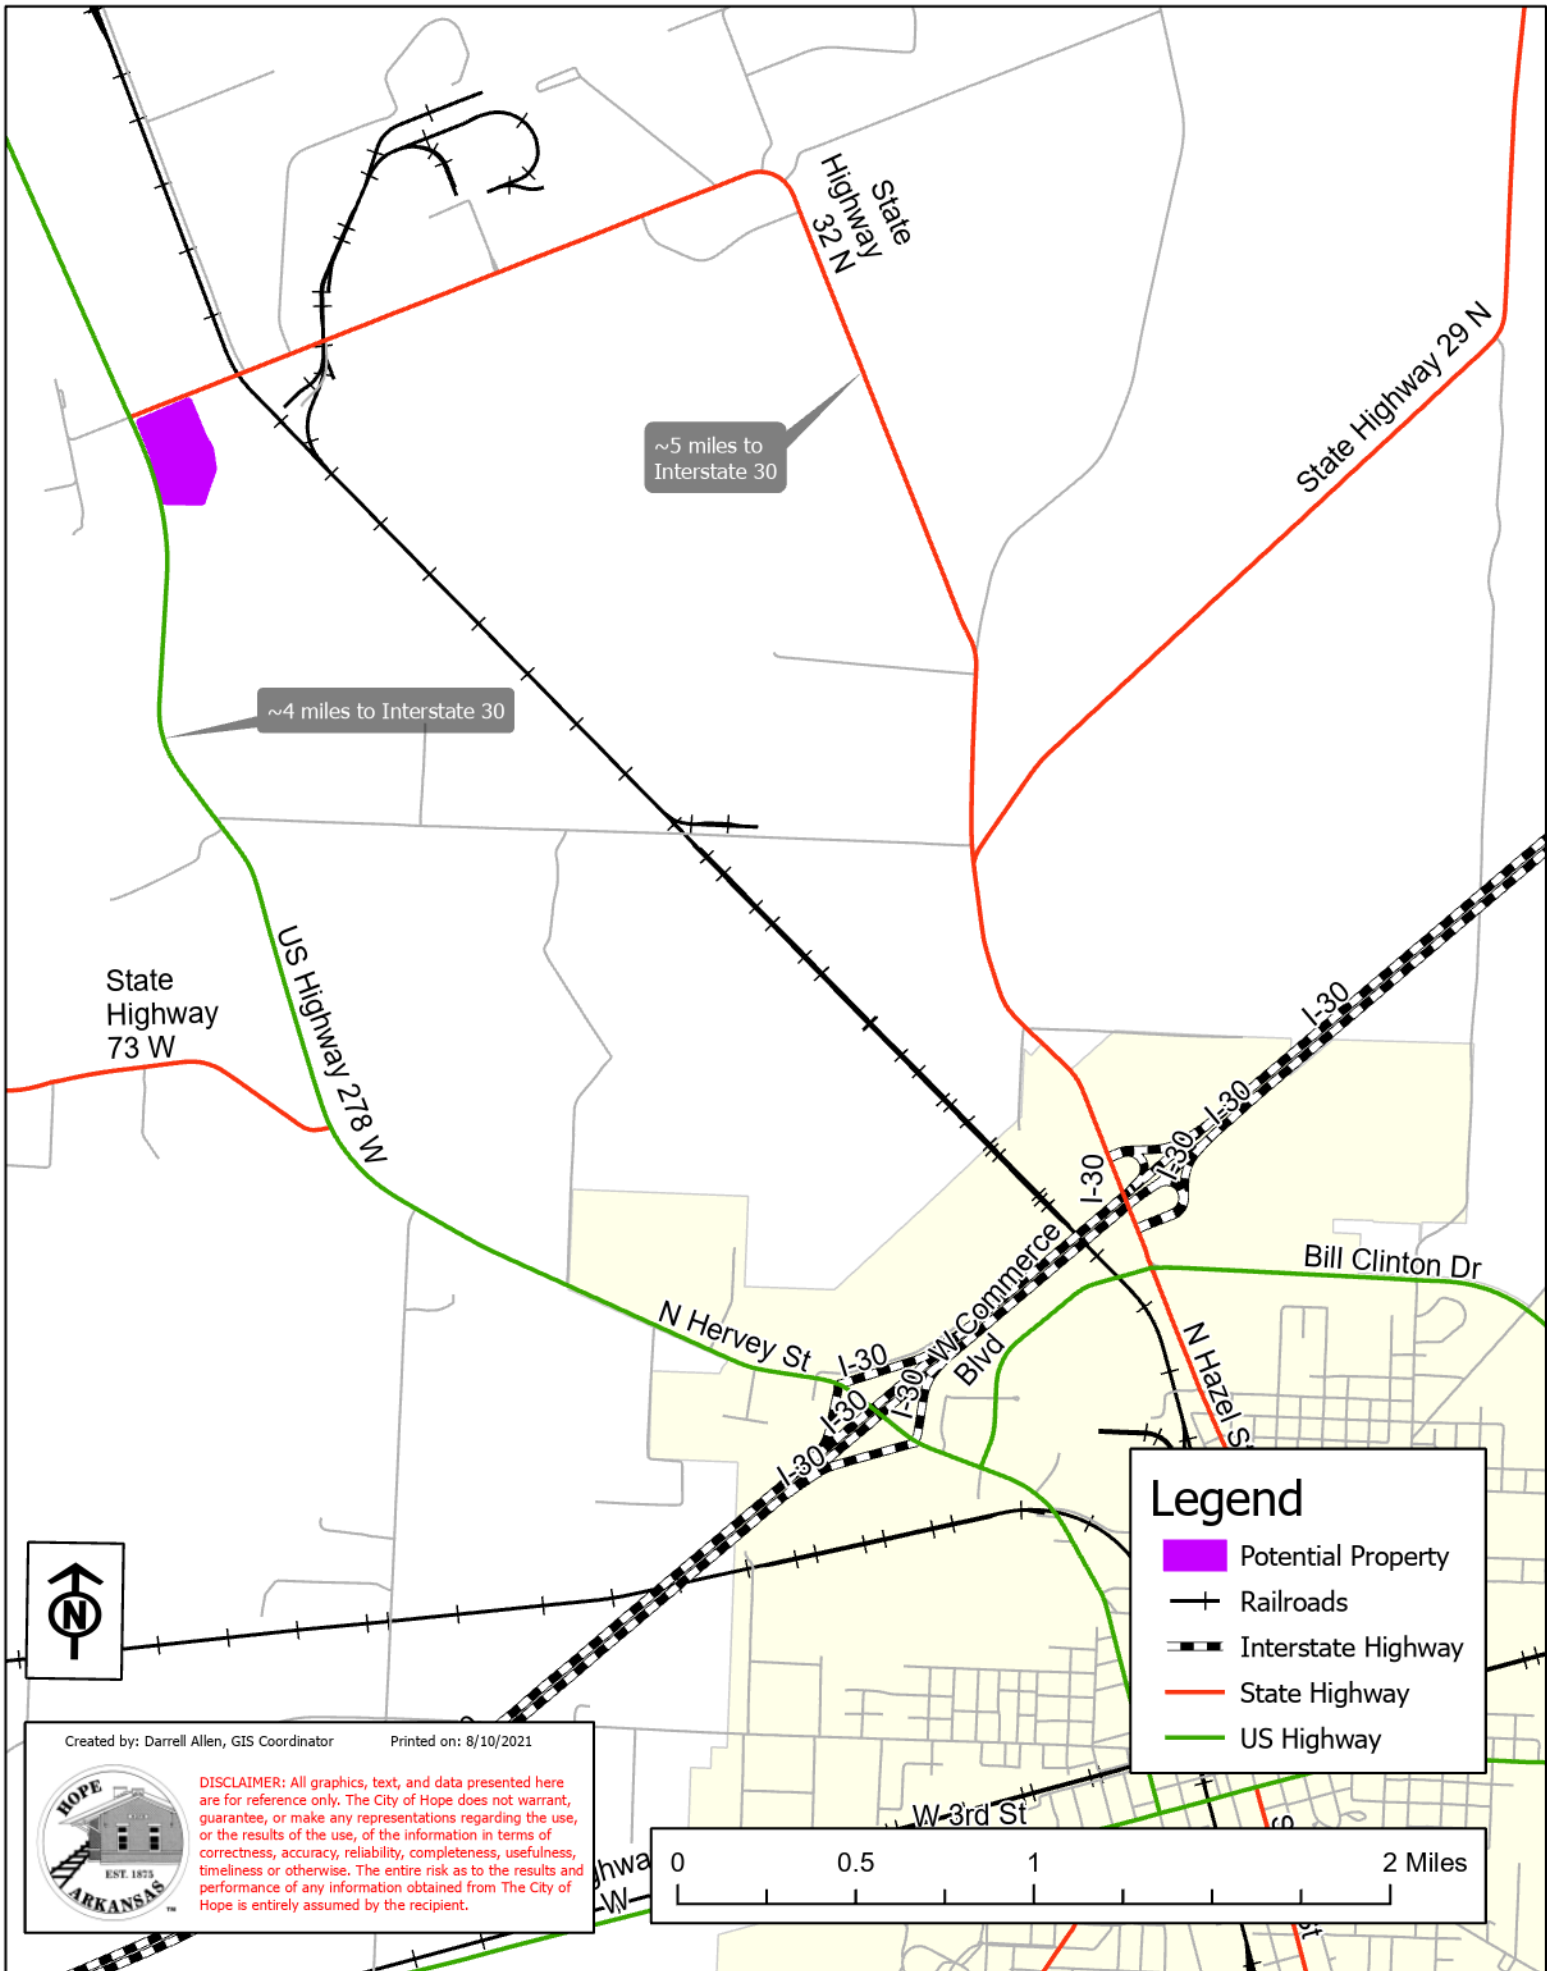 State
Highway
32 N
State Highway 29 N
~5 miles to
Interstate 30
~4 miles to Interstate 30
US Highway 278 W
State
Highway
73 W
I-30
I-30
I-30
I-30
W Commerce
Blvd
Bill Clinton Dr
N Hervey St
N Hazel St
I-30
I-30
I-30
I-30
Legend
Potential Property
Railroads
Interstate Highway
State Highway
US Highway
N
Created by: Darrell Allen, GIS Coordinator
Printed on: 8/10/2021
HOPE
EST. 1875
ARKANSAS
TM
DISCLAIMER: All graphics, text, and data presented here
are for reference only. The City of Hope does not warrant,
guarantee, or make any representations regarding the use,
or the results of the use, of the information in terms of
correctness, accuracy, reliability, completeness, usefulness,
timeliness or otherwise. The entire risk as to the results and
performance of any information obtained from The City of
Hope is entirely assumed by the recipient.
W 3rd St
W
0 0.5 1 2 Miles